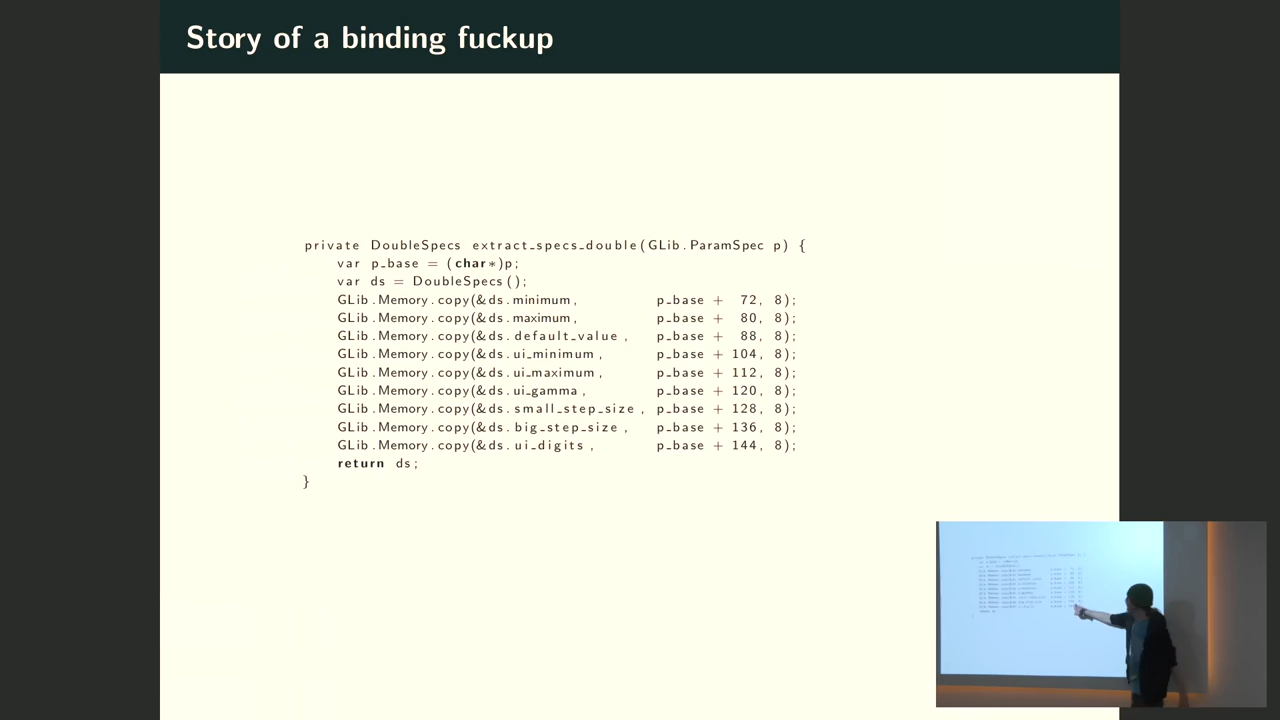 Story of a binding fuckup
private DoubleSpecs extract_specs_double(GLib.ParamSpec p) {
var p_base = (char*)p;
var ds = DoubleSpecs();
GLib.Memory.copy(&ds.minimum, p_base + 72, 8);
GLib.Memory.copy(&ds.maximum, p_base + 80, 8);
GLib.Memory.copy(&ds.default_value, p_base + 88, 8);
GLib.Memory.copy(&ds.ui_minimum, p_base + 104, 8);
GLib.Memory.copy(&ds.ui_maximum, p_base + 112, 8);
GLib.Memory.copy(&ds.ui_gamma, p_base + 120, 8);
GLib.Memory.copy(&ds.small_step_size, p_base + 128, 8);
GLib.Memory.copy(&ds.big_step_size, p_base + 136, 8);
GLib.Memory.copy(&ds.ui_digits, p_base + 144, 8);
return ds;
}